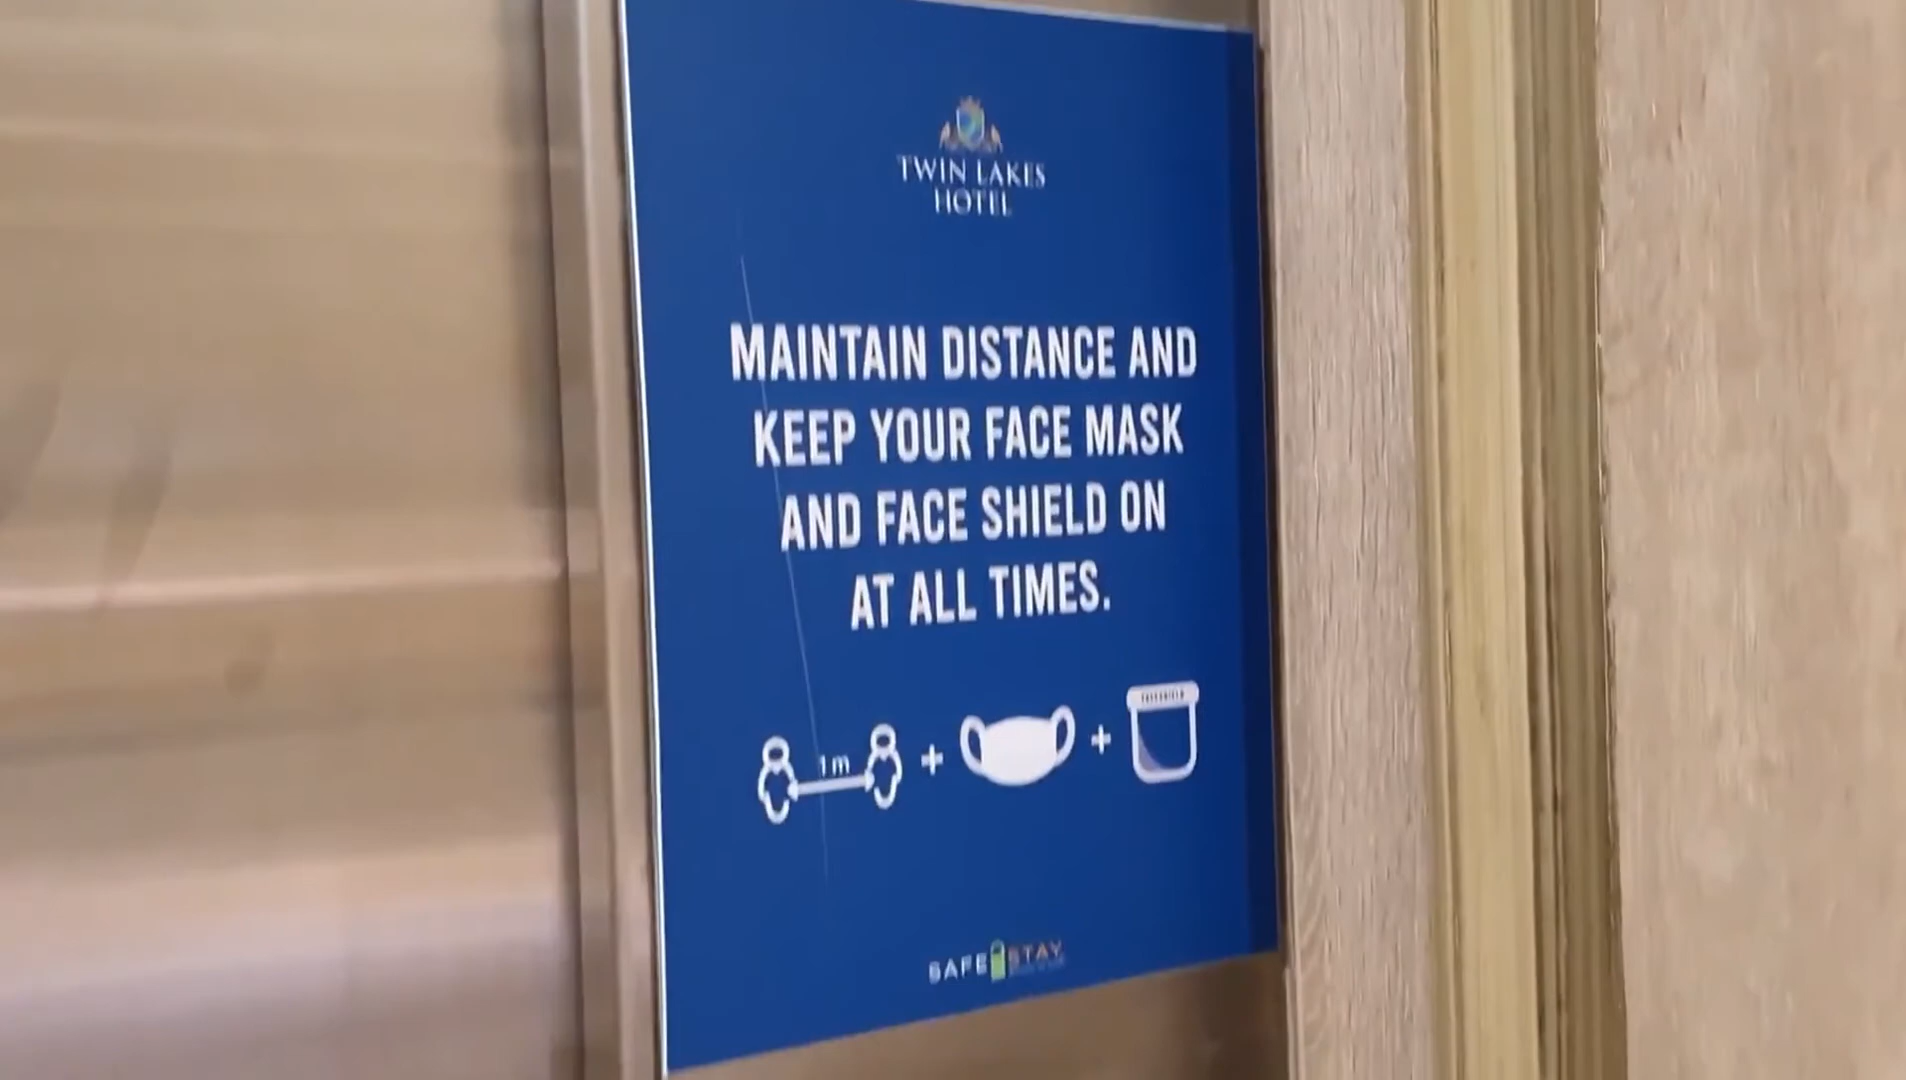 TWIN LAKES
HOTEL
MAINTAIN DISTANCE AND
KEEP YOUR FACE MASK
AND FACE SHIELD ON
AT ALL TIMES.
1m + +
SAFE STAY